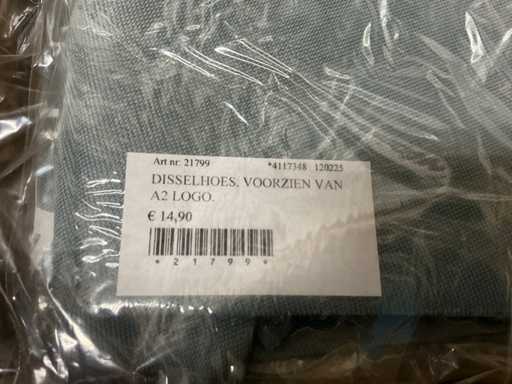 Art nr: 21799 *4117348 120225
DISSELHOES. VOORZIEN VAN
A2 LOGO.
€ 14,90
* 2 1 7 9 9 *